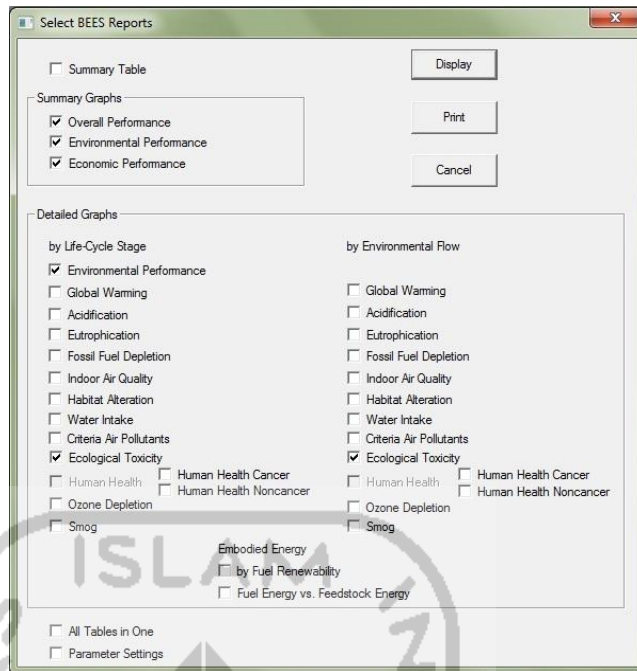 Select BEES Reports
x
Summary Table
Display
Summary Graphs
Overall Performance
Environmental Performance
Economic Performance
Print
Cancel
Detailed Graphs
by Life-Cycle Stage
Environmental Performance
Global Warming
Acidification
Eutrophication
Fossil Fuel Depletion
Indoor Air Quality
Habitat Alteration
Water Intake
Criteria Air Pollutants
Ecological Toxicity
Human Health
Human Health Cancer
Human Health Noncancer
Ozone Depletion
Smog
by Environmental Flow
Global Warming
Acidification
Eutrophication
Fossil Fuel Depletion
Indoor Air Quality
Habitat Alteration
Water Intake
Criteria Air Pollutants
Ecological Toxicity
Human Health
Human Health Cancer
Human Health Noncancer
Ozone Depletion
Smog
Embodied Energy
by Fuel Renewability
Fuel Energy vs. Feedstock Energy
All Tables in One
Parameter Settings
ISLAM